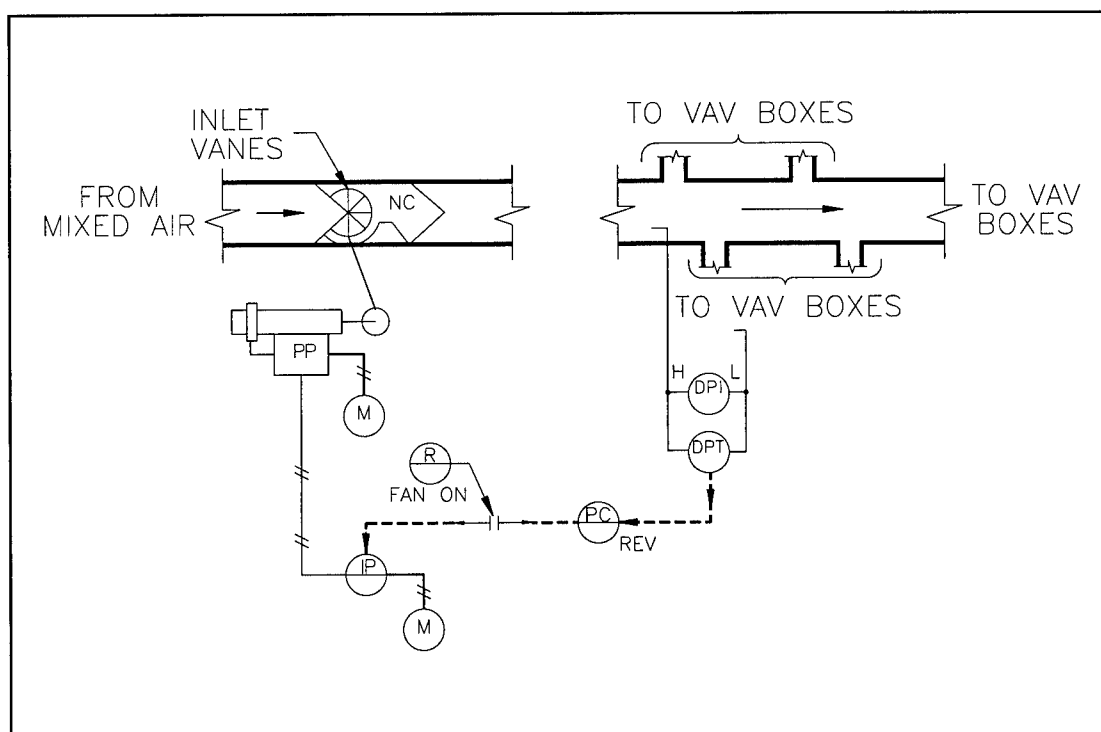 INLET
VANES
TO VAV BOXES
FROM
MIXED AIR
NC
TO VAV
BOXES
TO VAV BOXES
PP
M
H
L
DPI
DPT
R
FAN ON
PC
REV
IP
M